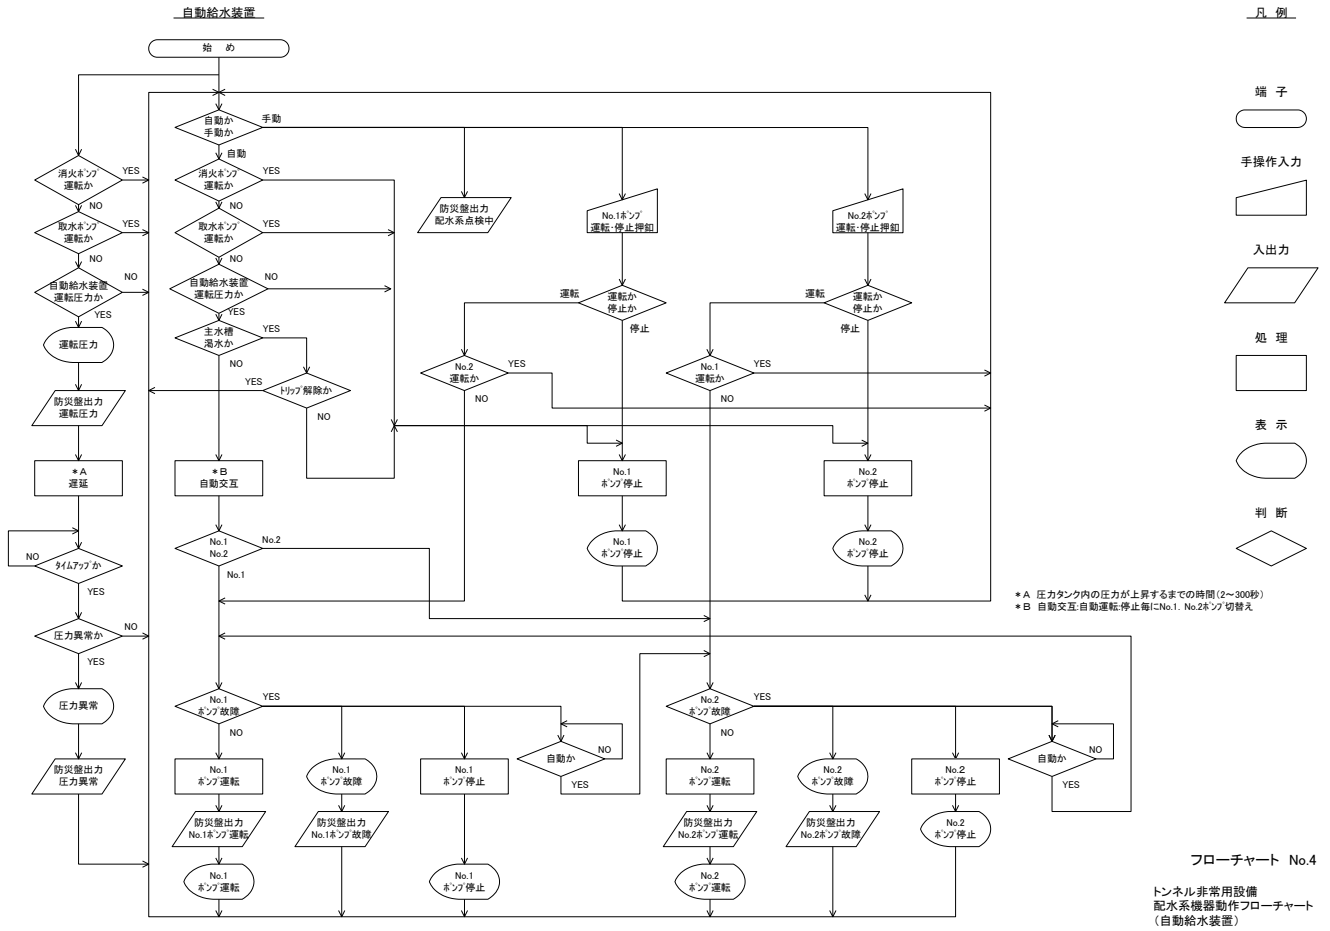 自動給水装置
凡 例
始 め
端 子
手操作入力
入出力
処 理
表 示
判 断
消火ポンプ
運転か
YES
NO
取水ポンプ
運転か
YES
NO
自動給水装置
運転圧力か
NO
YES
運転圧力
防災盤出力
運転圧力
*A
遅延
NO
タイムアップか
YES
圧力異常か
NO
YES
圧力異常
防災盤出力
圧力異常
自動か
手動か
手動
自動
消火ポンプ
運転か
YES
NO
取水ポンプ
運転か
YES
NO
自動給水装置
運転圧力か
NO
YES
主水槽
渇水か
YES
NO
YES
トリップ解除か
NO
*B
自動交互
No.1
No.2
No.2
No.1
防災盤出力
配水系点検中
No.1ポンプ
運転・停止押釦
No.2ポンプ
運転・停止押釦
運転
運転か
停止か
停止
運転
運転か
停止か
停止
No.2
運転か
YES
NO
No.1
運転か
YES
NO
No.1
ポンプ停止
No.2
ポンプ停止
No.1
ポンプ停止
No.2
ポンプ停止
*A 圧力タンク内の圧力が上昇するまでの時間(2~300秒)
*B 自動交互:自動運転・停止毎にNo.1. No.2ポンプ切替え
No.1
ポンプ故障
YES
NO
No.1
ポンプ運転
No.1
ポンプ故障
No.1
ポンプ停止
自動か
NO
YES
防災盤出力
No.1ポンプ運転
防災盤出力
No.1ポンプ故障
No.1
ポンプ運転
No.1
ポンプ停止
No.2
ポンプ故障
YES
NO
No.2
ポンプ運転
No.2
ポンプ故障
No.2
ポンプ停止
自動か
NO
YES
防災盤出力
No.2ポンプ運転
防災盤出力
No.2ポンプ故障
No.2
ポンプ停止
No.2
ポンプ運転
フローチャート No.4
トンネル非常用設備
配水系機器動作フローチャート
(自動給水装置)